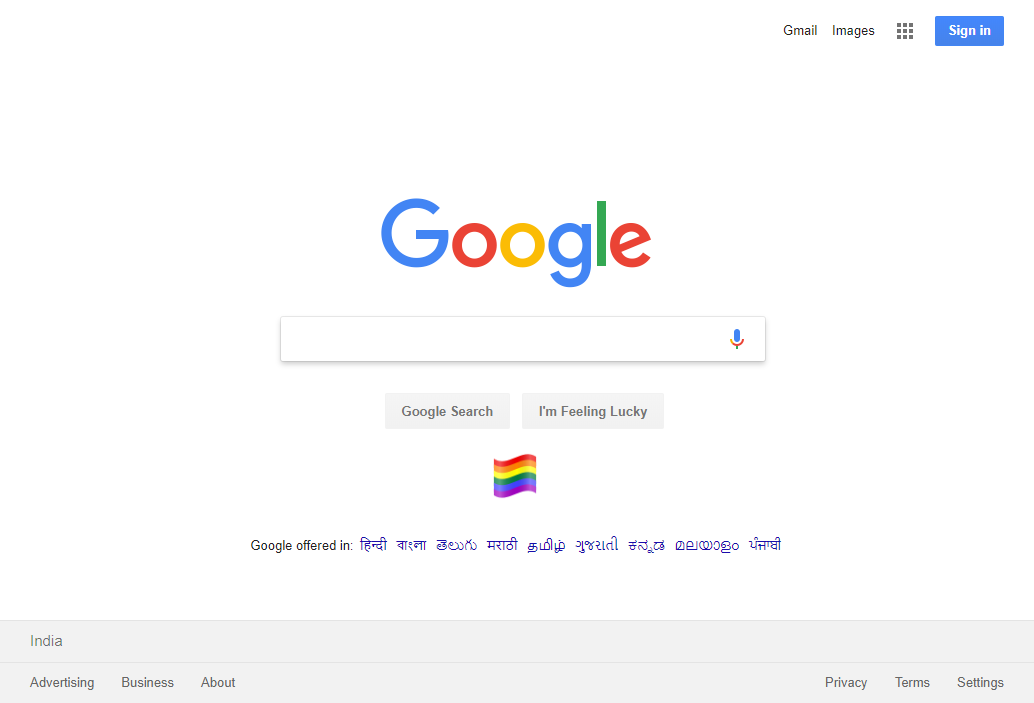 Gmail Images Sign in
Google
Google Search I'm Feeling Lucky
Google offered in: हिन्दी বাংলা తెలుగు मराठी தமிழ் ગુજરાતી ಕನ್ನಡ മലയാളം ਪੰਜਾਬੀ
India
Advertising Business About Privacy Terms Settings